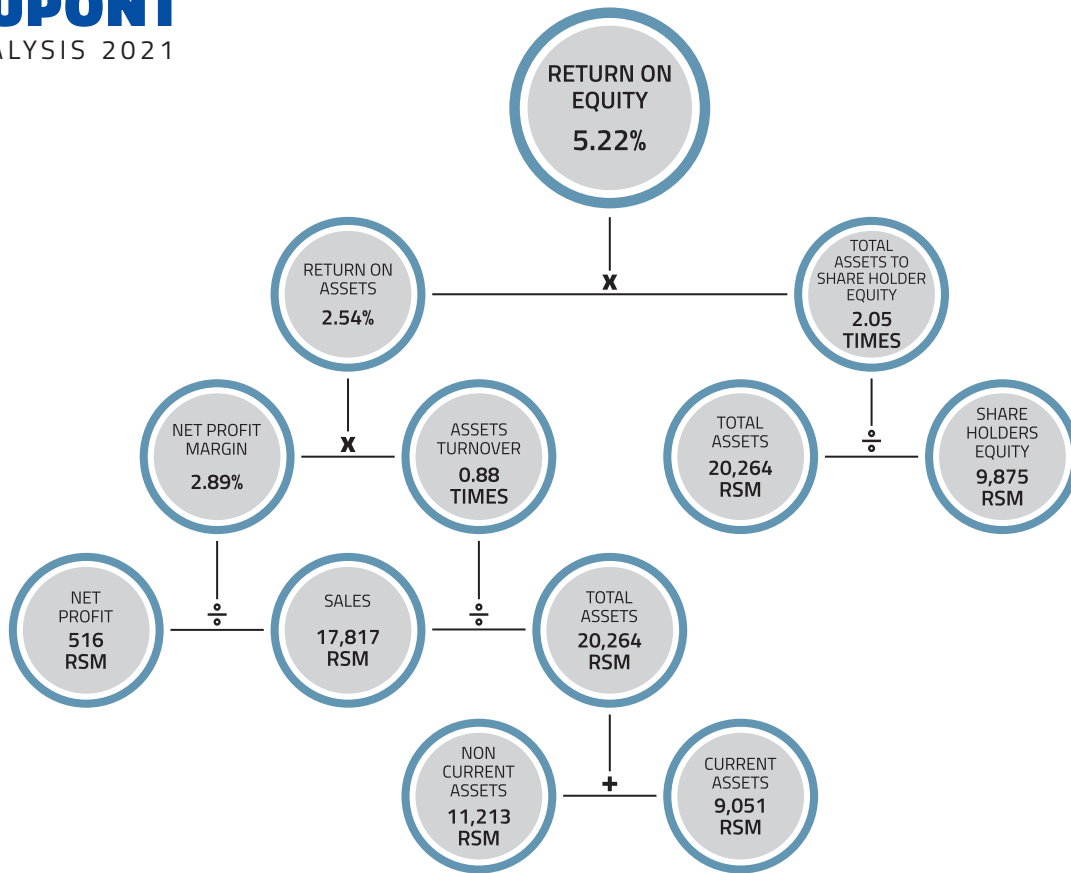 UPONT
ALYSIS 2021
RETURN ON
EQUITY
5.22%
x
RETURN ON
ASSETS
2.54%
TOTAL
ASSETS TO
SHARE HOLDER
EQUITY
2.05
TIMES
x
÷
NET PROFIT
MARGIN
2.89%
ASSETS
TURNOVER
0.88
TIMES
TOTAL
ASSETS
20,264
RSM
SHARE
HOLDERS
EQUITY
9,875
RSM
÷
÷
NET
PROFIT
516
RSM
SALES
17,817
RSM
TOTAL
ASSETS
20,264
RSM
+
NON
CURRENT
ASSETS
11,213
RSM
CURRENT
ASSETS
9,051
RSM